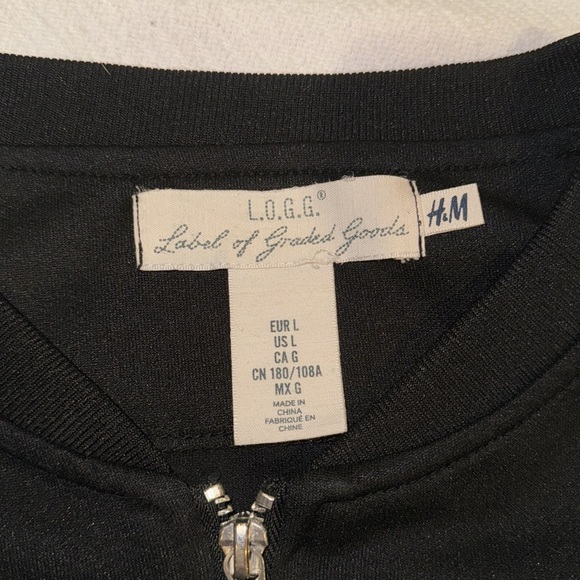 L.O.G.G.®
Label of Graded Goods
H&M
EUR L
US L
CA G
CN 180/108A
MX G
MADE IN
CHINA
FABRIQUÉ EN
CHINE